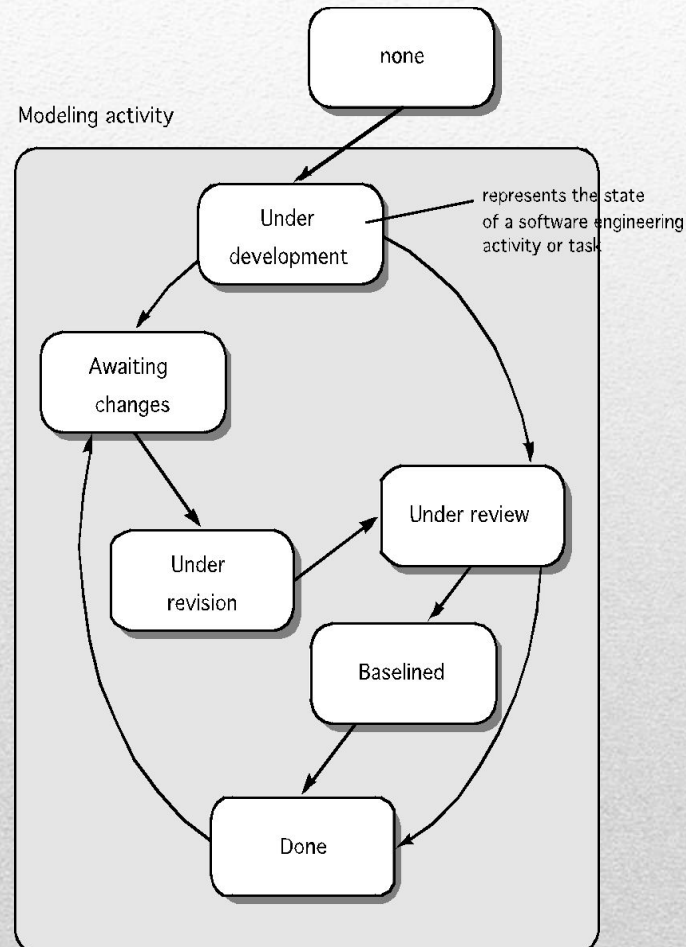 none
Modeling activity
Under
development
represents the state
of a software engineering
activity or task
Awaiting
changes
Under review
Under
revision
Baselined
Done